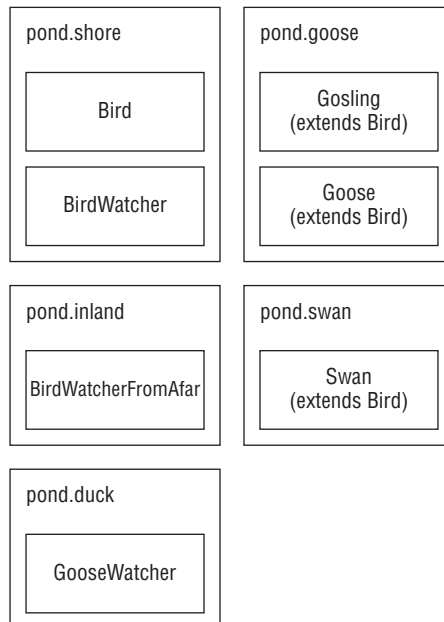 pond.shore
Bird
BirdWatcher
pond.goose
Gosling
(extends Bird)
Goose
(extends Bird)
pond.inland
BirdWatcherFromAfar
pond.swan
Swan
(extends Bird)
pond.duck
GooseWatcher